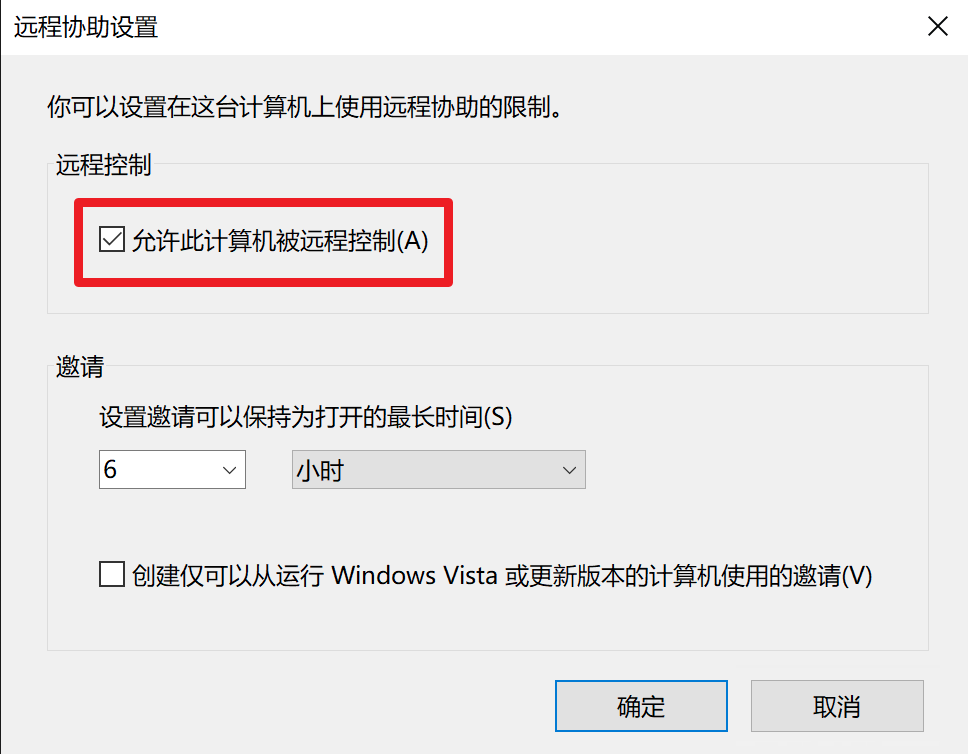 远程协助设置
你可以设置在这台计算机上使用远程协助的限制。
远程控制
允许此计算机被远程控制(A)
邀请
设置邀请可以保持为打开的最长时间(S)
6 小时
创建仅可以从运行 Windows Vista 或更新版本的计算机使用的邀请(V)
确定 取消